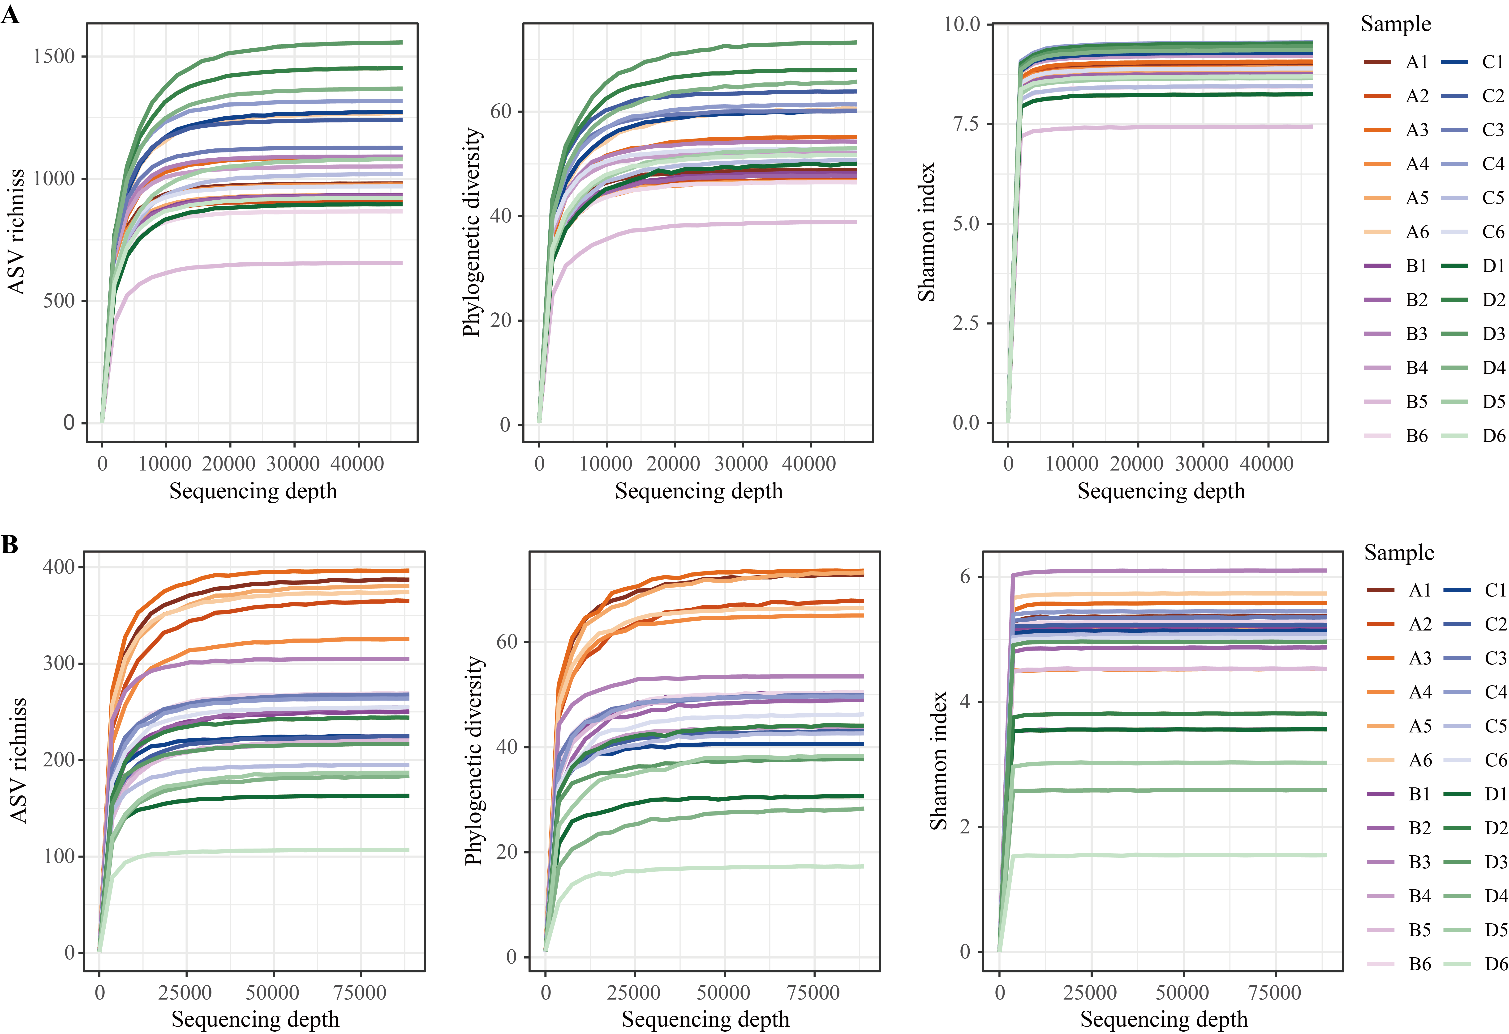 A
ASV richniss
1500
1000
500
0
0 10000 20000 30000 40000
Sequencing depth
Phylogenetic diversity
60
40
20
0
0 10000 20000 30000 40000
Sequencing depth
Shannon index
10.0
7.5
5.0
2.5
0.0
0 10000 20000 30000 40000
Sequencing depth
Sample
A1 C1
A2 C2
A3 C3
A4 C4
A5 C5
A6 C6
B1 D1
B2 D2
B3 D3
B4 D4
B5 D5
B6 D6
B
ASV richniss
400
300
200
100
0
0 25000 50000 75000
Sequencing depth
Phylogenetic diversity
60
40
20
0
0 25000 50000 75000
Sequencing depth
Shannon index
6
4
2
0
0 25000 50000 75000
Sequencing depth
Sample
A1 C1
A2 C2
A3 C3
A4 C4
A5 C5
A6 C6
B1 D1
B2 D2
B3 D3
B4 D4
B5 D5
B6 D6